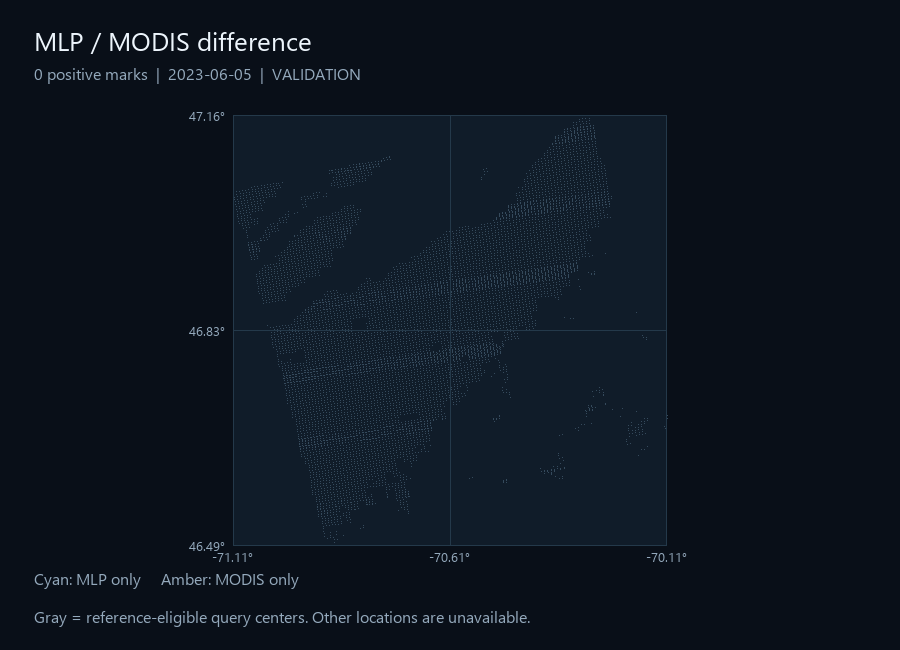 MLP / MODIS difference
0 positive marks | 2023-06-05 | VALIDATION
47.16°
46.83°
46.49°
-71.11°
-70.61°
-70.11°
Cyan: MLP only
Amber: MODIS only
Gray = reference-eligible query centers. Other locations are unavailable.